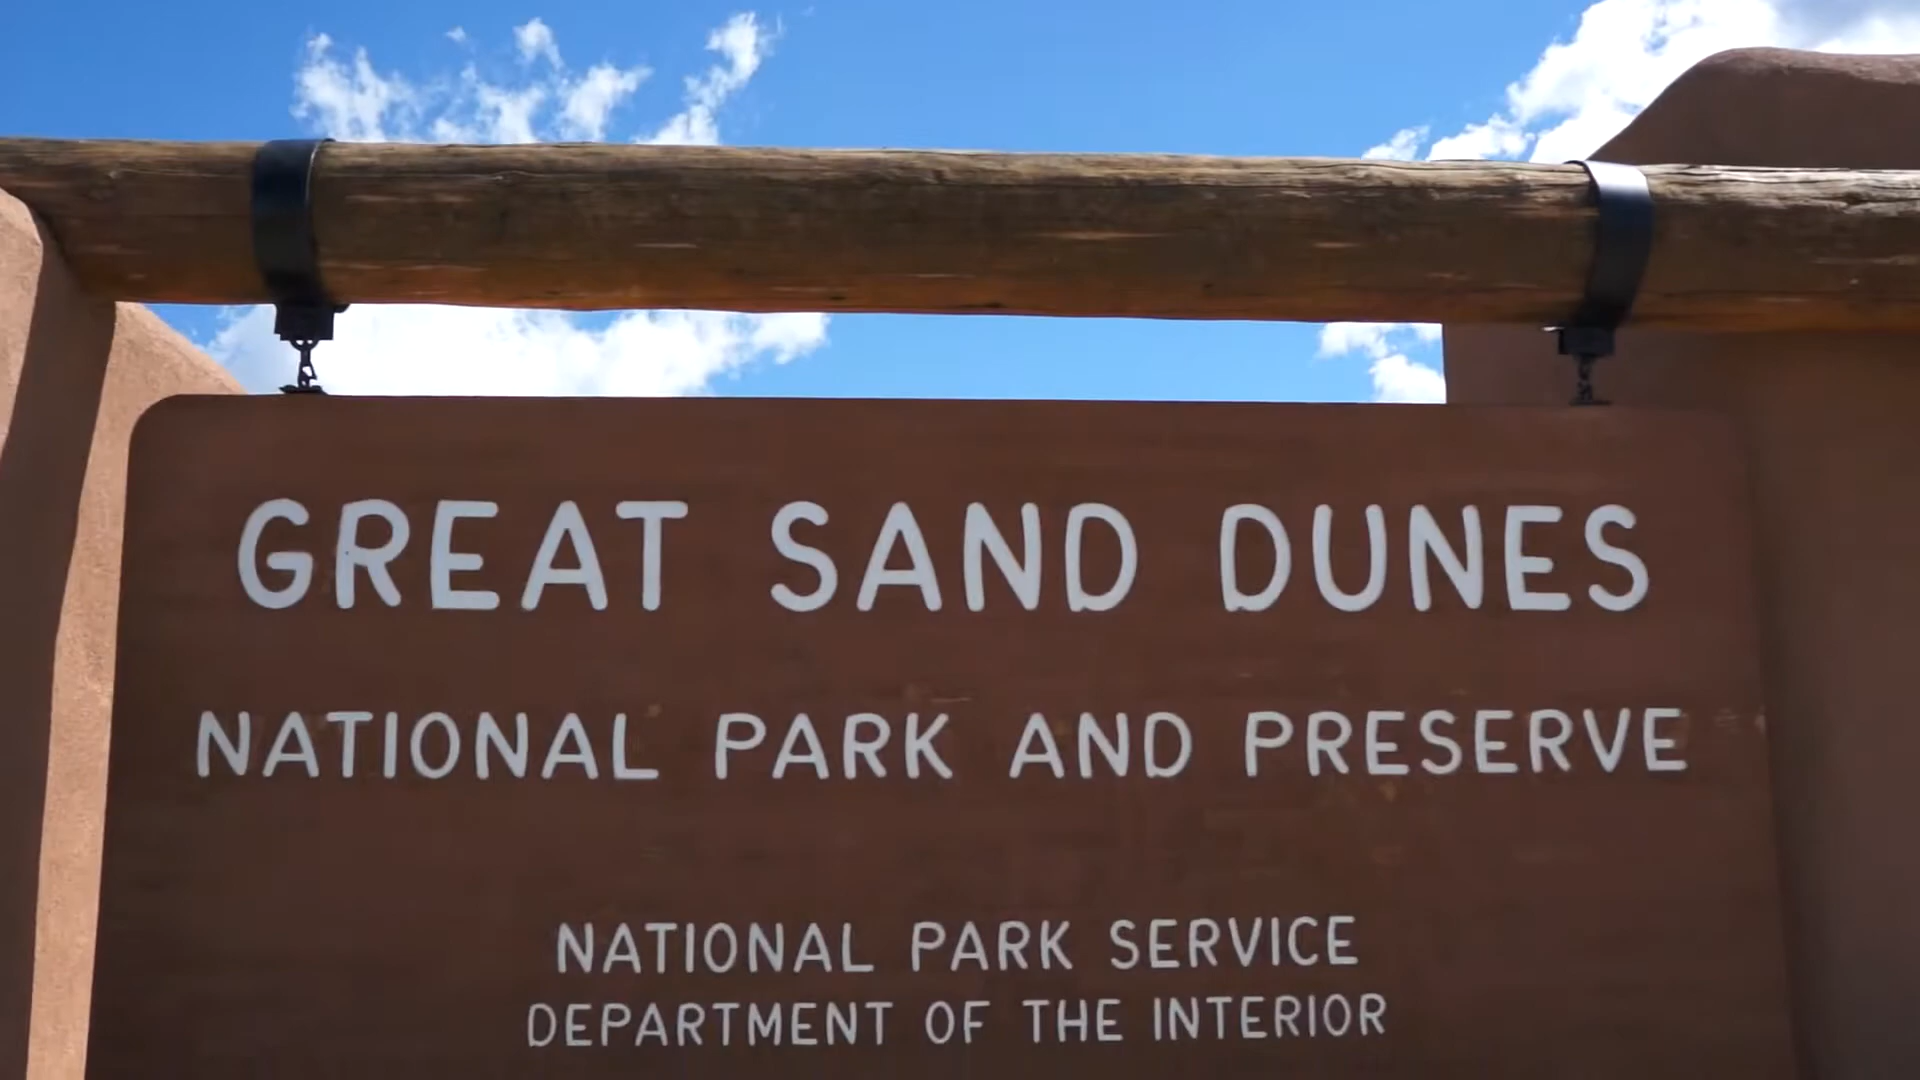 GREAT SAND DUNES
NATIONAL PARK AND PRESERVE
NATIONAL PARK SERVICE
DEPARTMENT OF THE INTERIOR